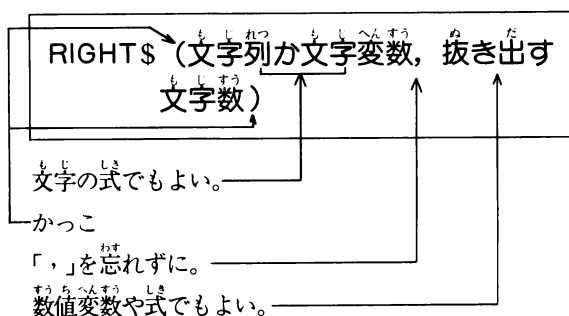 RIGHT$ (文字列か文字変数, 抜き出す
文字数)
文字の式でもよい。
かっこ
「,」を忘れずに。
数値変数や式でもよい。